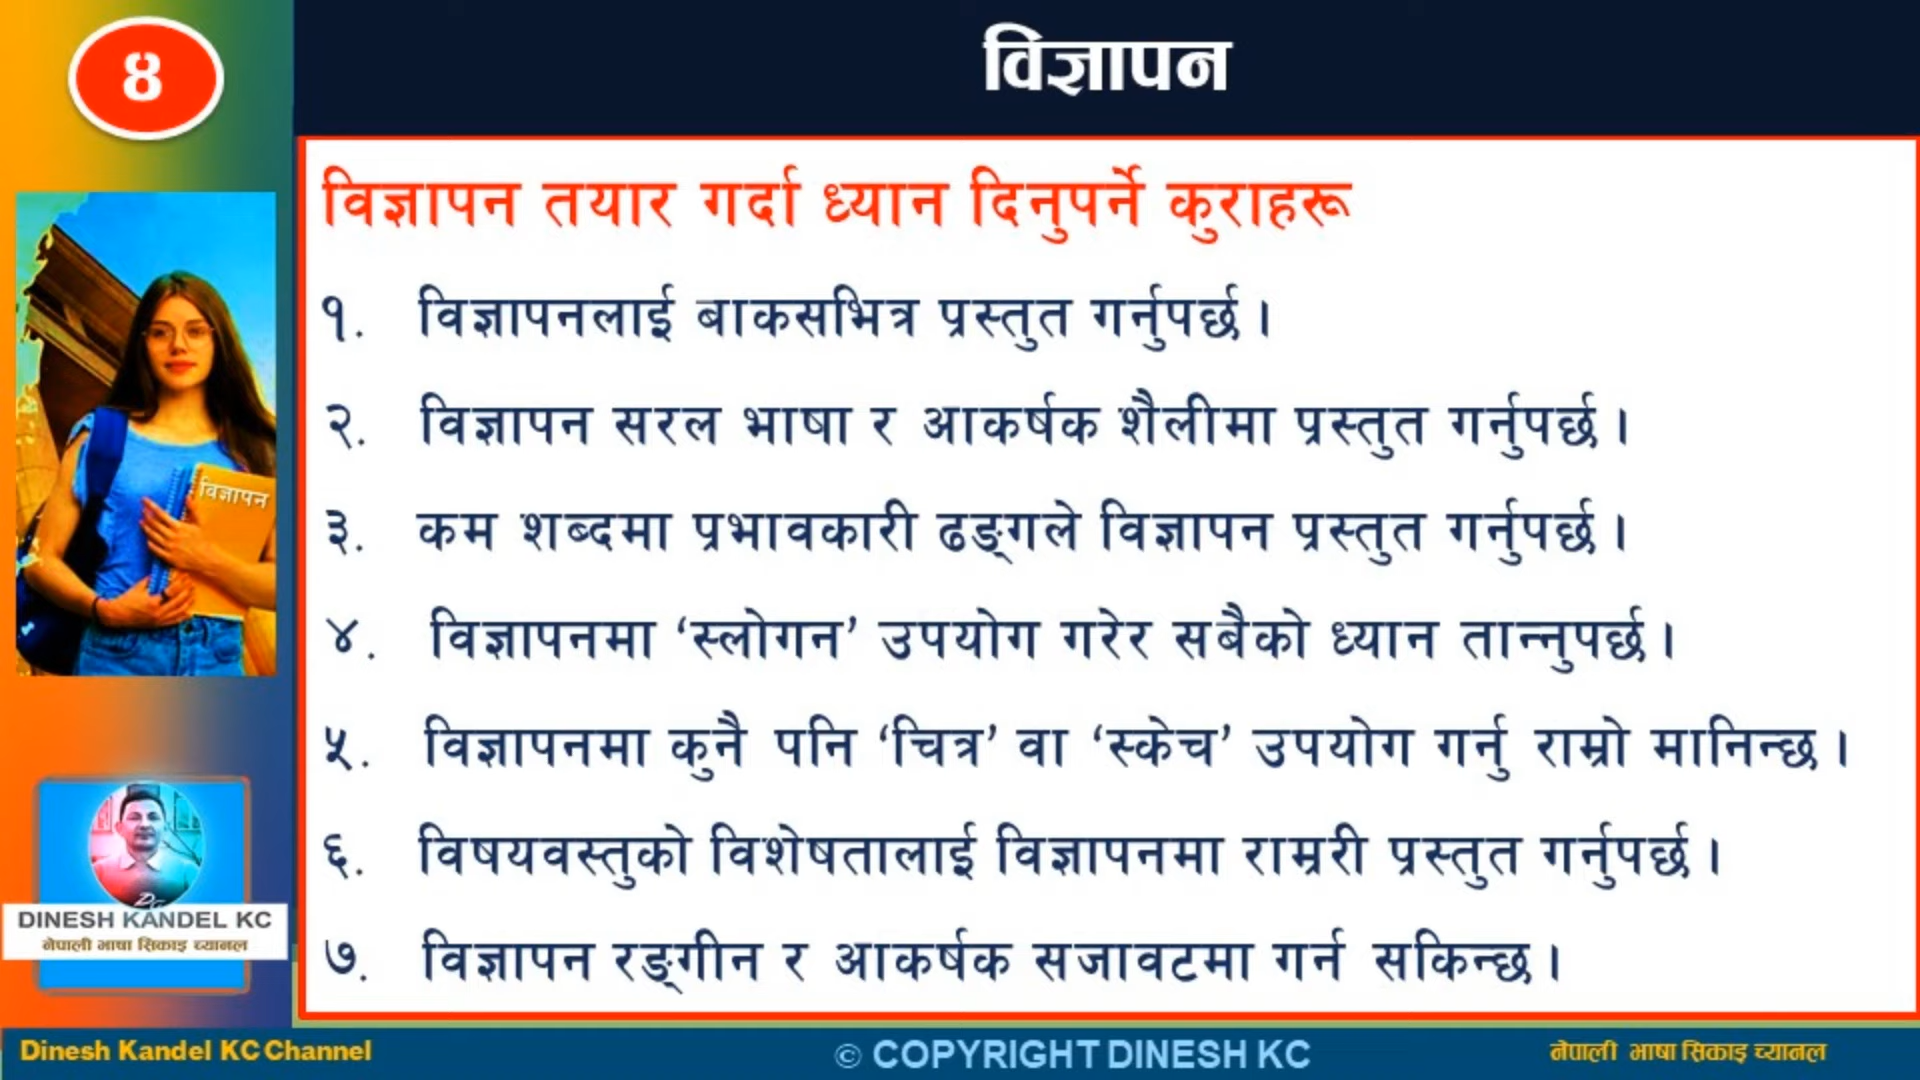 8
विज्ञापन
विज्ञापन तयार गर्दा ध्यान दिनुपर्ने कुराहरू
१. विज्ञापनलाई बाकसभित्र प्रस्तुत गर्नुपर्छ ।
२. विज्ञापन सरल भाषा र आकर्षक शैलीमा प्रस्तुत गर्नुपर्छ ।
३. कम शब्दमा प्रभावकारी ढङ्गले विज्ञापन प्रस्तुत गर्नुपर्छ ।
४. विज्ञापनमा ‘स्लोगन’ उपयोग गरेर सबैको ध्यान तान्नुपर्छ ।
५. विज्ञापनमा कुनै पनि ‘चित्र’ वा ‘स्केच’ उपयोग गर्नु राम्रो मानिन्छ ।
६. विषयवस्तुको विशेषतालाई विज्ञापनमा राम्ररी प्रस्तुत गर्नुपर्छ ।
७. विज्ञापन रङ्गीन र आकर्षक सजावटमा गर्न सकिन्छ ।
विज्ञापन
DINESH KANDEL KC
नेपाली भाषा सिकाइ च्यानल
Dinesh Kandel KC Channel
© COPYRIGHT DINESH KC
नेपाली भाषा सिकाइ च्यानल